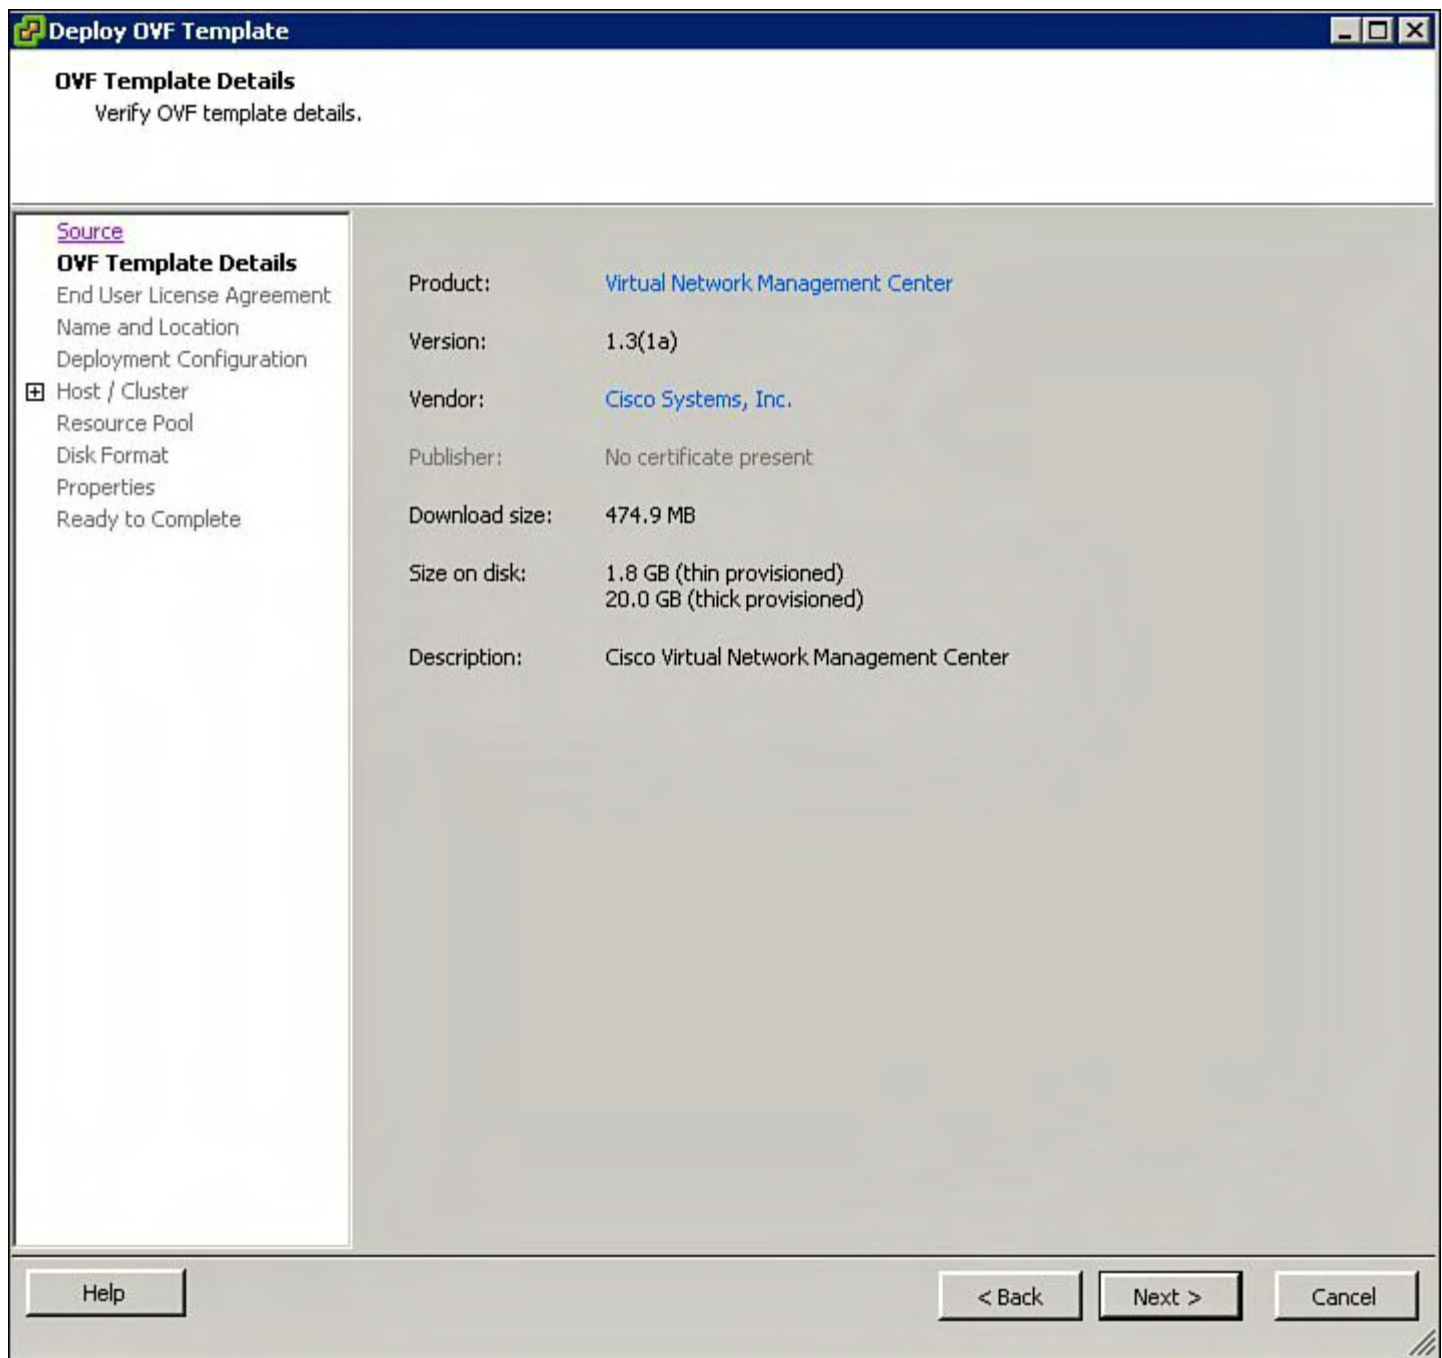 Deploy OVF Template
OVF Template Details
Verify OVF template details.
Source
OVF Template Details
End User License Agreement
Name and Location
Deployment Configuration
Host / Cluster
Resource Pool
Disk Format
Properties
Ready to Complete
Product: Virtual Network Management Center
Version: 1.3(1a)
Vendor: Cisco Systems, Inc.
Publisher: No certificate present
Download size: 474.9 MB
Size on disk: 1.8 GB (thin provisioned)
20.0 GB (thick provisioned)
Description: Cisco Virtual Network Management Center
Help
< Back
Next >
Cancel